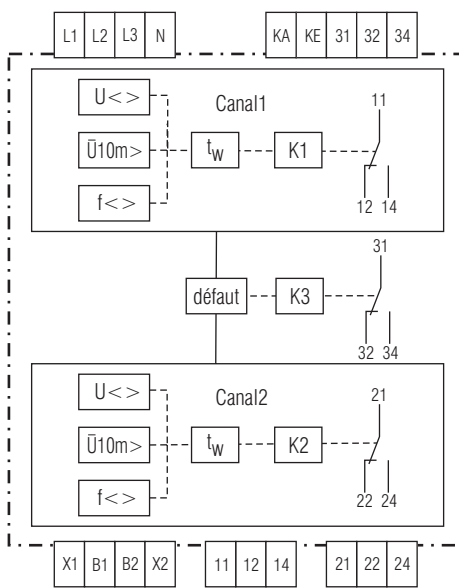 L1 L2 L3 N KA KE 31 32 34
U<> Canal1 11
Ū10m> tw K1
f<> 12 14
31
défaut K3
32 34
U<> Canal2 21
Ū10m> tw K2
f<> 22 24
X1 B1 B2 X2 11 12 14 21 22 24